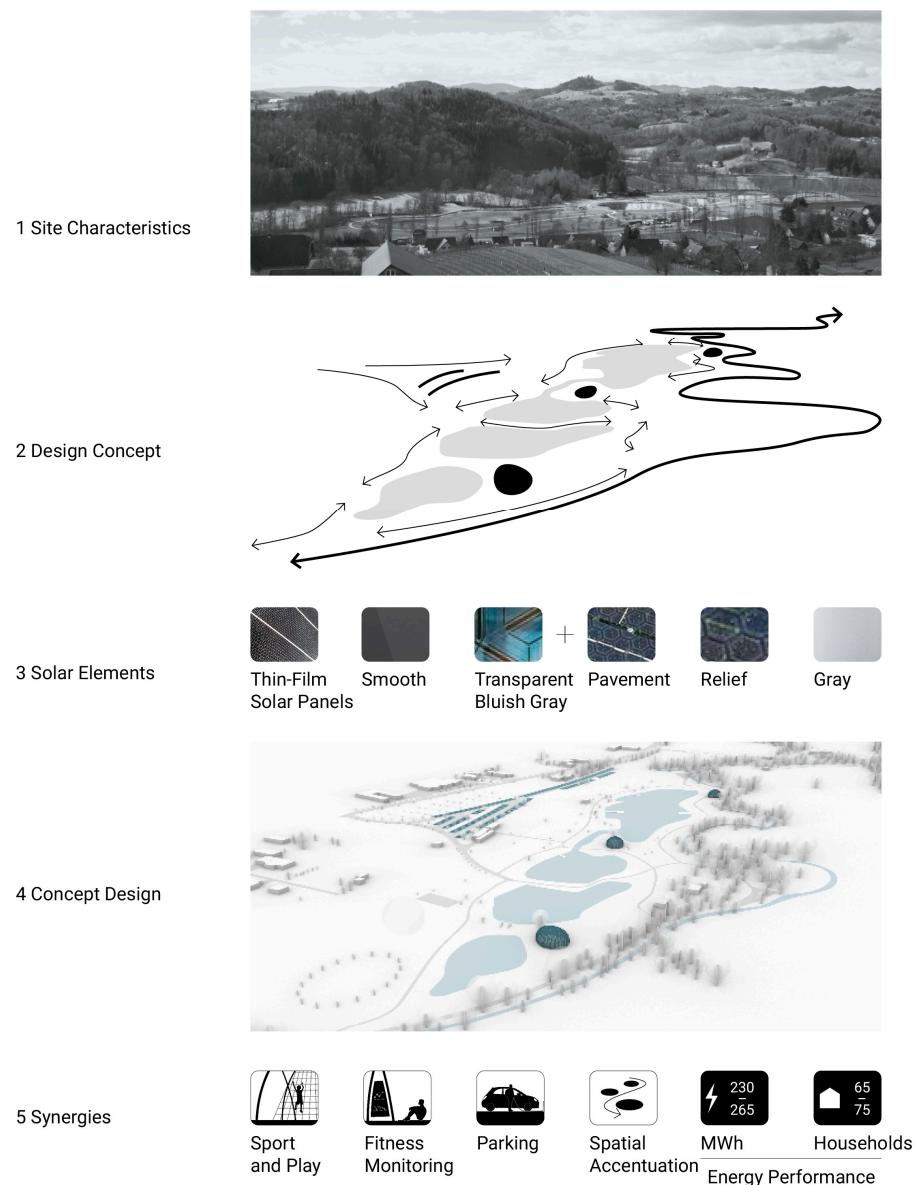 1 Site Characteristics
2 Design Concept
3 Solar Elements
Thin-Film
Solar Panels
Smooth
Transparent
Bluish Gray
+
Pavement
Relief
Gray
4 Concept Design
5 Synergies
Sport
and Play
Fitness
Monitoring
Parking
Spatial
Accentuation
230
–
265
MWh
65
–
75
Households
Energy Performance